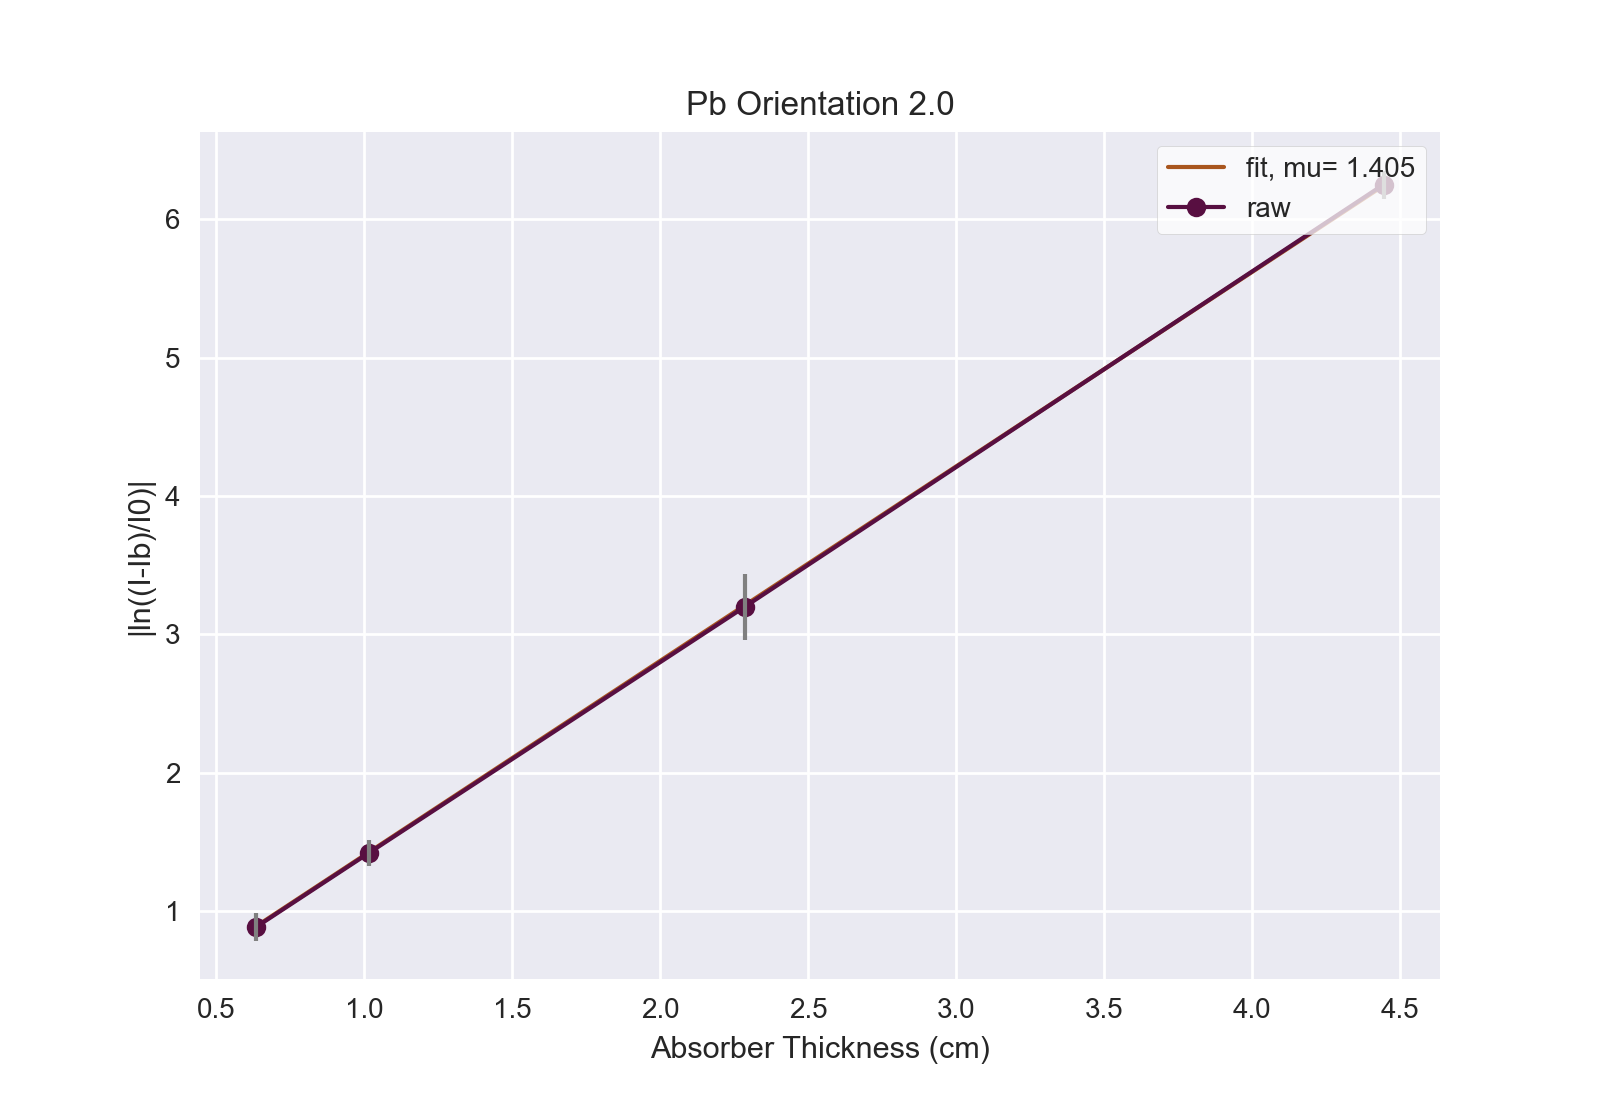 Pb Orientation 2.0
fit, mu= 1.405
raw
6
5
4
3
2
1
|ln((I-Ib)/I0)|
0.5 1.0 1.5 2.0 2.5 3.0 3.5 4.0 4.5
Absorber Thickness (cm)